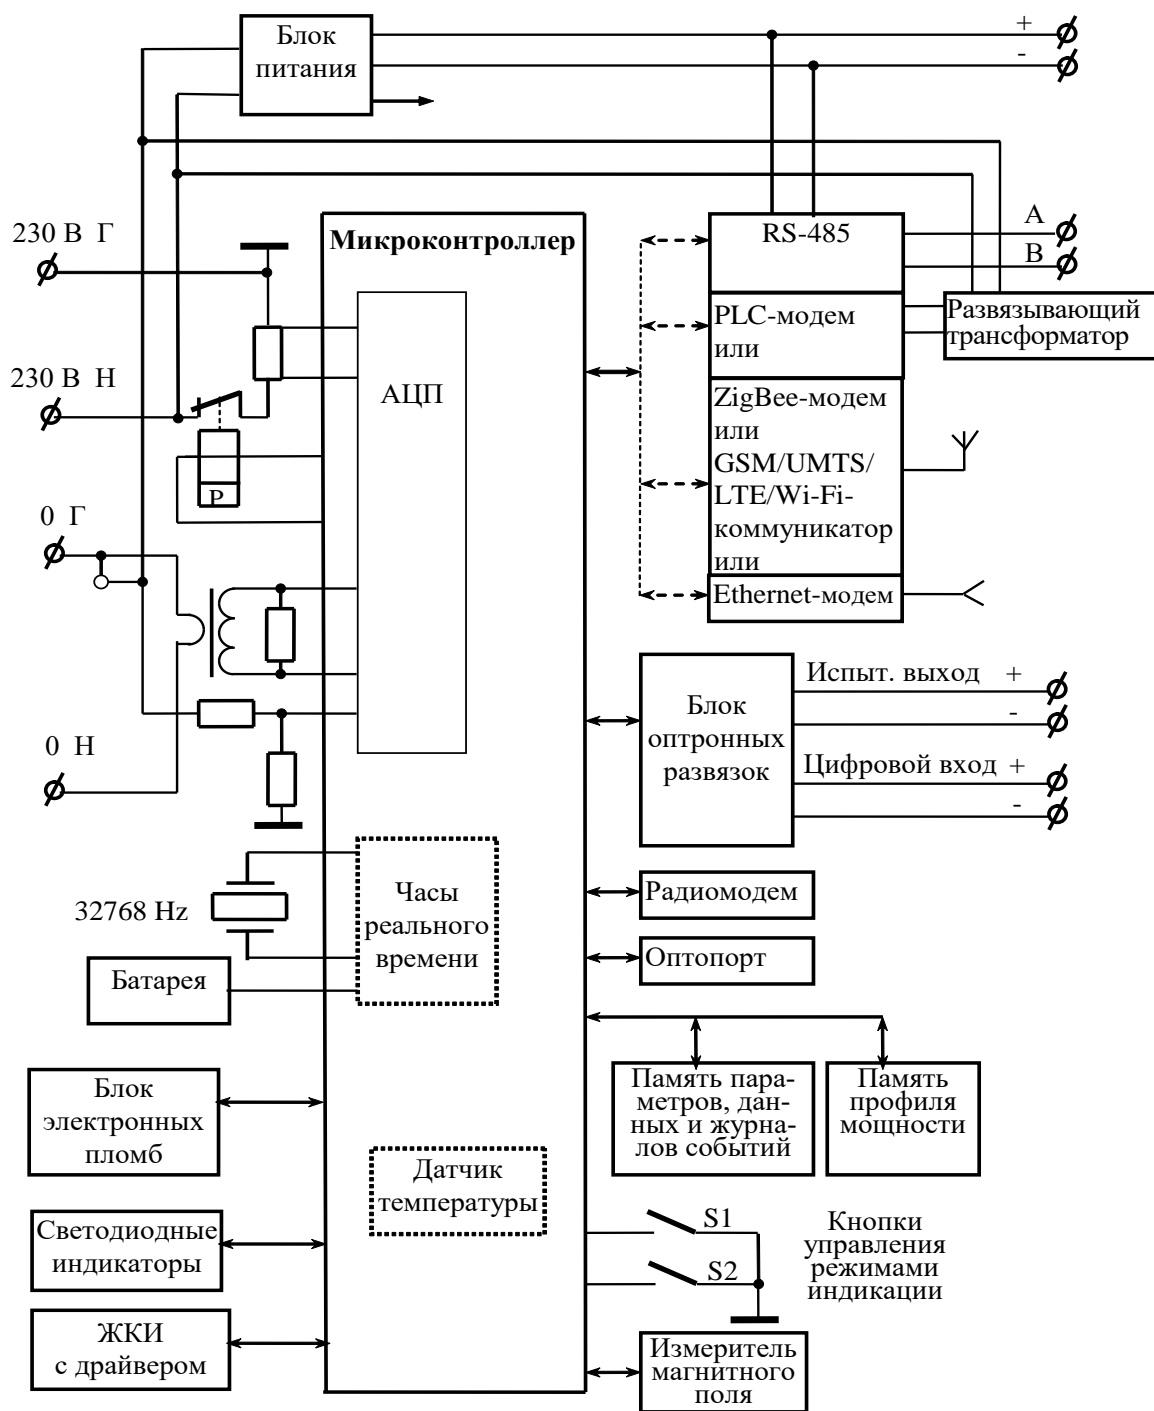 Блок
питания
+
-
230 В  Г
Микроконтроллер
RS-485
A
B
PLC-модем
или
Развязывающий
трансформатор
230 В  Н
АЦП
ZigBee-модем
или
GSM/UMTS/
LTE/Wi-Fi-
коммуникатор
или
Ethernet-модем
Р
0  Г
0  Н
Блок
оптронных
развязок
Испыт. выход +
-
Цифровой вход +
-
32768 Hz
Часы
реального
времени
Батарея
Радиомодем
Оптопорт
Блок
электронных
пломб
Память пара-
метров, дан-
ных и журна-
лов событий
Память
профиля
мощности
Датчик
температуры
Светодиодные
индикаторы
S1
S2
Кнопки
управления
режимами
индикации
ЖКИ
с драйвером
Измеритель
магнитного
поля